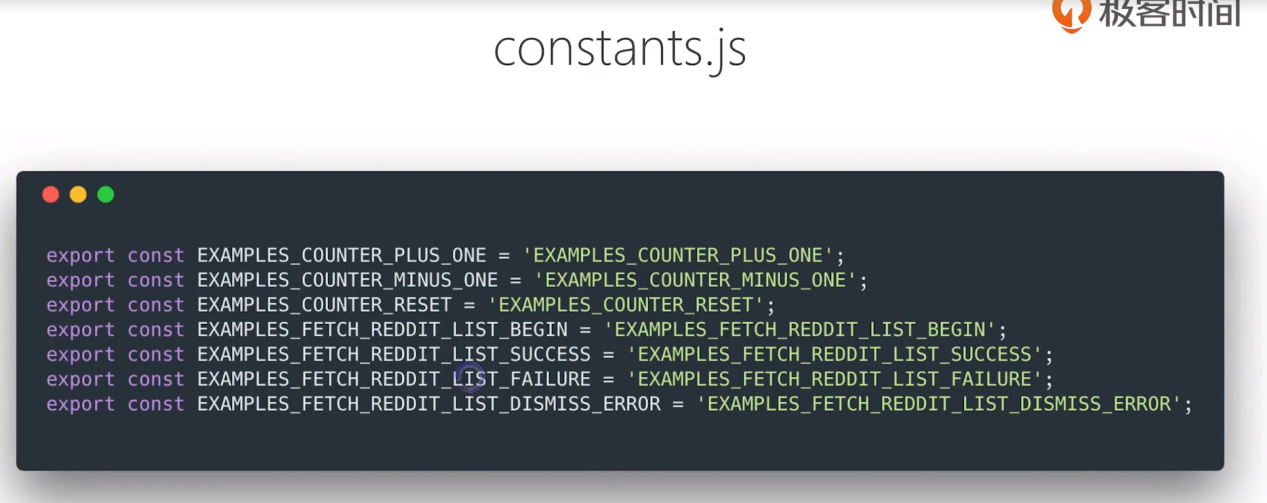 极客时间
constants.js
export const EXAMPLES_COUNTER_PLUS_ONE = 'EXAMPLES_COUNTER_PLUS_ONE';
export const EXAMPLES_COUNTER_MINUS_ONE = 'EXAMPLES_COUNTER_MINUS_ONE';
export const EXAMPLES_COUNTER_RESET = 'EXAMPLES_COUNTER_RESET';
export const EXAMPLES_FETCH_REDDIT_LIST_BEGIN = 'EXAMPLES_FETCH_REDDIT_LIST_BEGIN';
export const EXAMPLES_FETCH_REDDIT_LIST_SUCCESS = 'EXAMPLES_FETCH_REDDIT_LIST_SUCCESS';
export const EXAMPLES_FETCH_REDDIT_LIST_FAILURE = 'EXAMPLES_FETCH_REDDIT_LIST_FAILURE';
export const EXAMPLES_FETCH_REDDIT_LIST_DISMISS_ERROR = 'EXAMPLES_FETCH_REDDIT_LIST_DISMISS_ERROR';